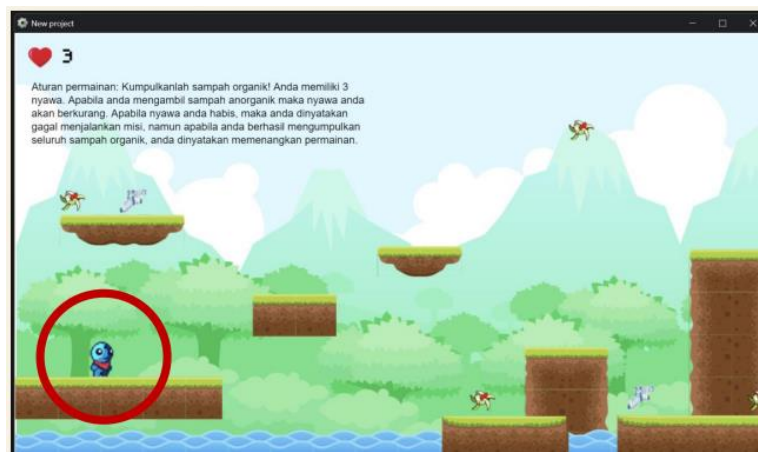 New project
3
Aturan permainan: Kumpulkanlah sampah organik! Anda memiliki 3
nyawa. Apabila anda mengambil sampah anorganik maka nyawa anda
akan berkurang. Apabila nyawa anda habis, maka anda dinyatakan
gagal menjalankan misi, namun apabila anda berhasil mengumpulkan
seluruh sampah organik, anda dinyatakan memenangkan permainan.